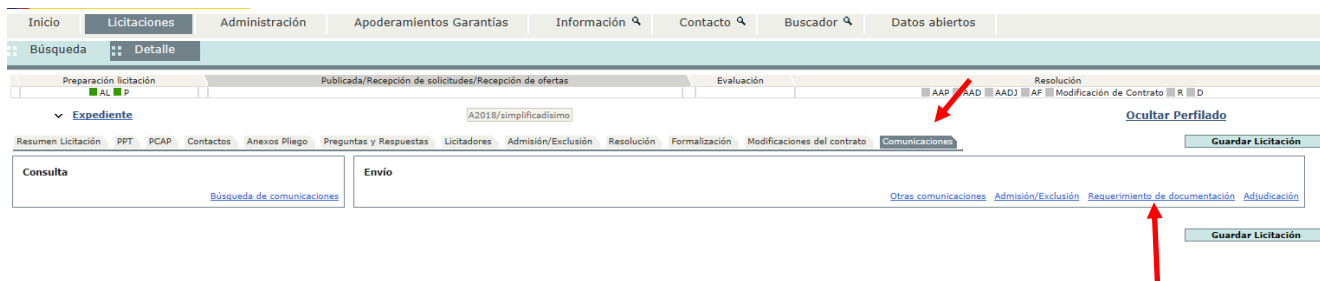 Inicio Licitaciones Administración Apoderamientos Garantías Información Contacto Buscador Datos abiertos
Búsqueda Detalle
Preparación licitación Publicada/Recepción de solicitudes/Recepción de ofertas Evaluación Resolución
AL P AAP AAD AADJ AF Modificación de Contrato R D
Expediente A2018/simplificadísimo Ocultar Perfilado
Resumen Licitación PPT PCAP Contactos Anexos Pliego Preguntas y Respuestas Licitadores Admisión/Exclusión Resolución Formalización Modificaciones del contrato Comunicaciones Guardar Licitación
Consulta Envío
Búsqueda de comunicaciones Otras comunicaciones Admisión/Exclusión Requerimiento de documentación Adjudicación
Guardar Licitación